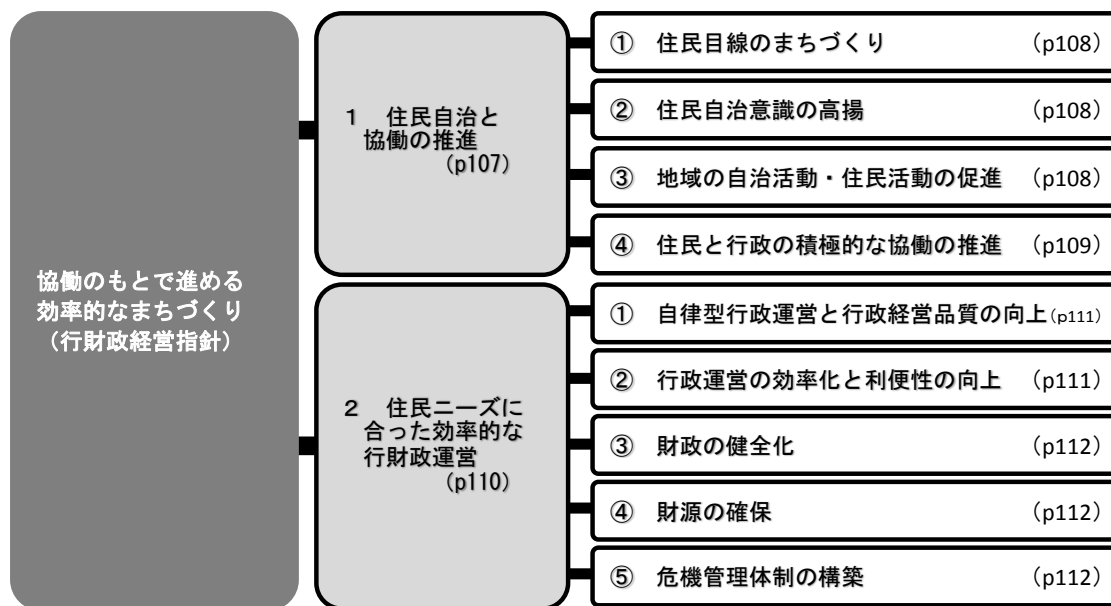 協働のもとで進める
効率的なまちづくり
（行財政経営指針）
１　住民自治と
協働の推進
(p107)
①　住民目線のまちづくり　(p108)
②　住民自治意識の高揚　(p108)
③　地域の自治活動・住民活動の促進　(p108)
④　住民と行政の積極的な協働の推進　(p109)
２　住民ニーズに
合った効率的な
行財政運営
(p110)
①　自律型行政運営と行政経営品質の向上(p111)
②　行政運営の効率化と利便性の向上　(p111)
③　財政の健全化　(p112)
④　財源の確保　(p112)
⑤　危機管理体制の構築　(p112)